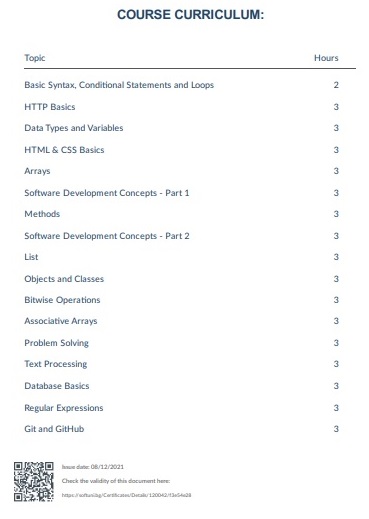 COURSE CURRICULUM:
Topic Hours
Basic Syntax, Conditional Statements and Loops 2
HTTP Basics 3
Data Types and Variables 3
HTML & CSS Basics 3
Arrays 3
Software Development Concepts - Part 1 3
Methods 3
Software Development Concepts - Part 2 3
List 3
Objects and Classes 3
Bitwise Operations 3
Associative Arrays 3
Problem Solving 3
Text Processing 3
Database Basics 3
Regular Expressions 3
Git and GitHub 3
Issue date: 08/12/2021
Check the validity of this document here:
https://softuni.bg/Certificates/Details/120042/f3e54e28